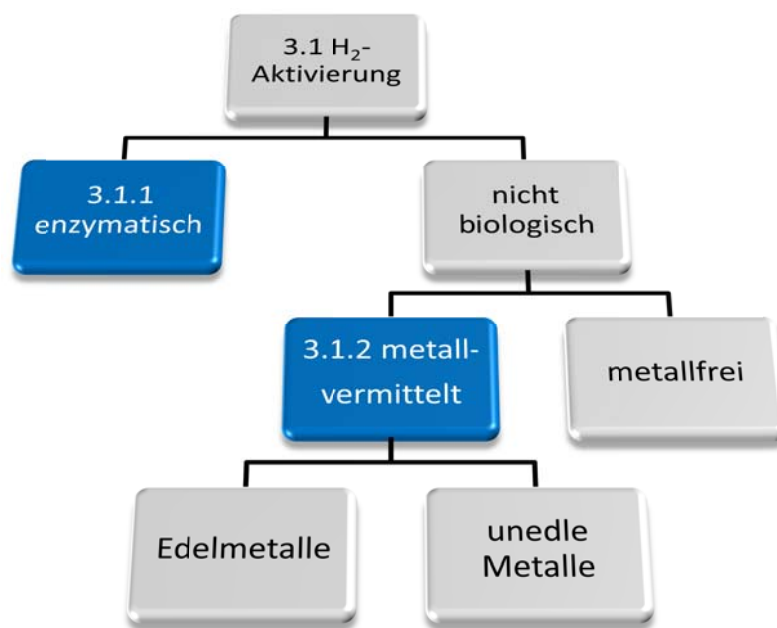 3.1 H₂-
Aktivierung
3.1.1
enzymatisch
nicht
biologisch
3.1.2 metall-
vermittelt
metallfrei
Edelmetalle
unedle
Metalle